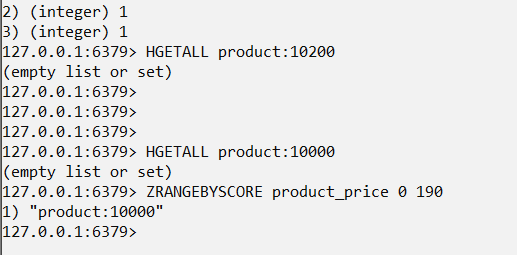 2) (integer) 1
3) (integer) 1
127.0.0.1:6379> HGETALL product:10200
(empty list or set)
127.0.0.1:6379>
127.0.0.1:6379>
127.0.0.1:6379>
127.0.0.1:6379> HGETALL product:10000
(empty list or set)
127.0.0.1:6379> ZRANGEBYSCORE product_price 0 190
1) "product:10000"
127.0.0.1:6379>